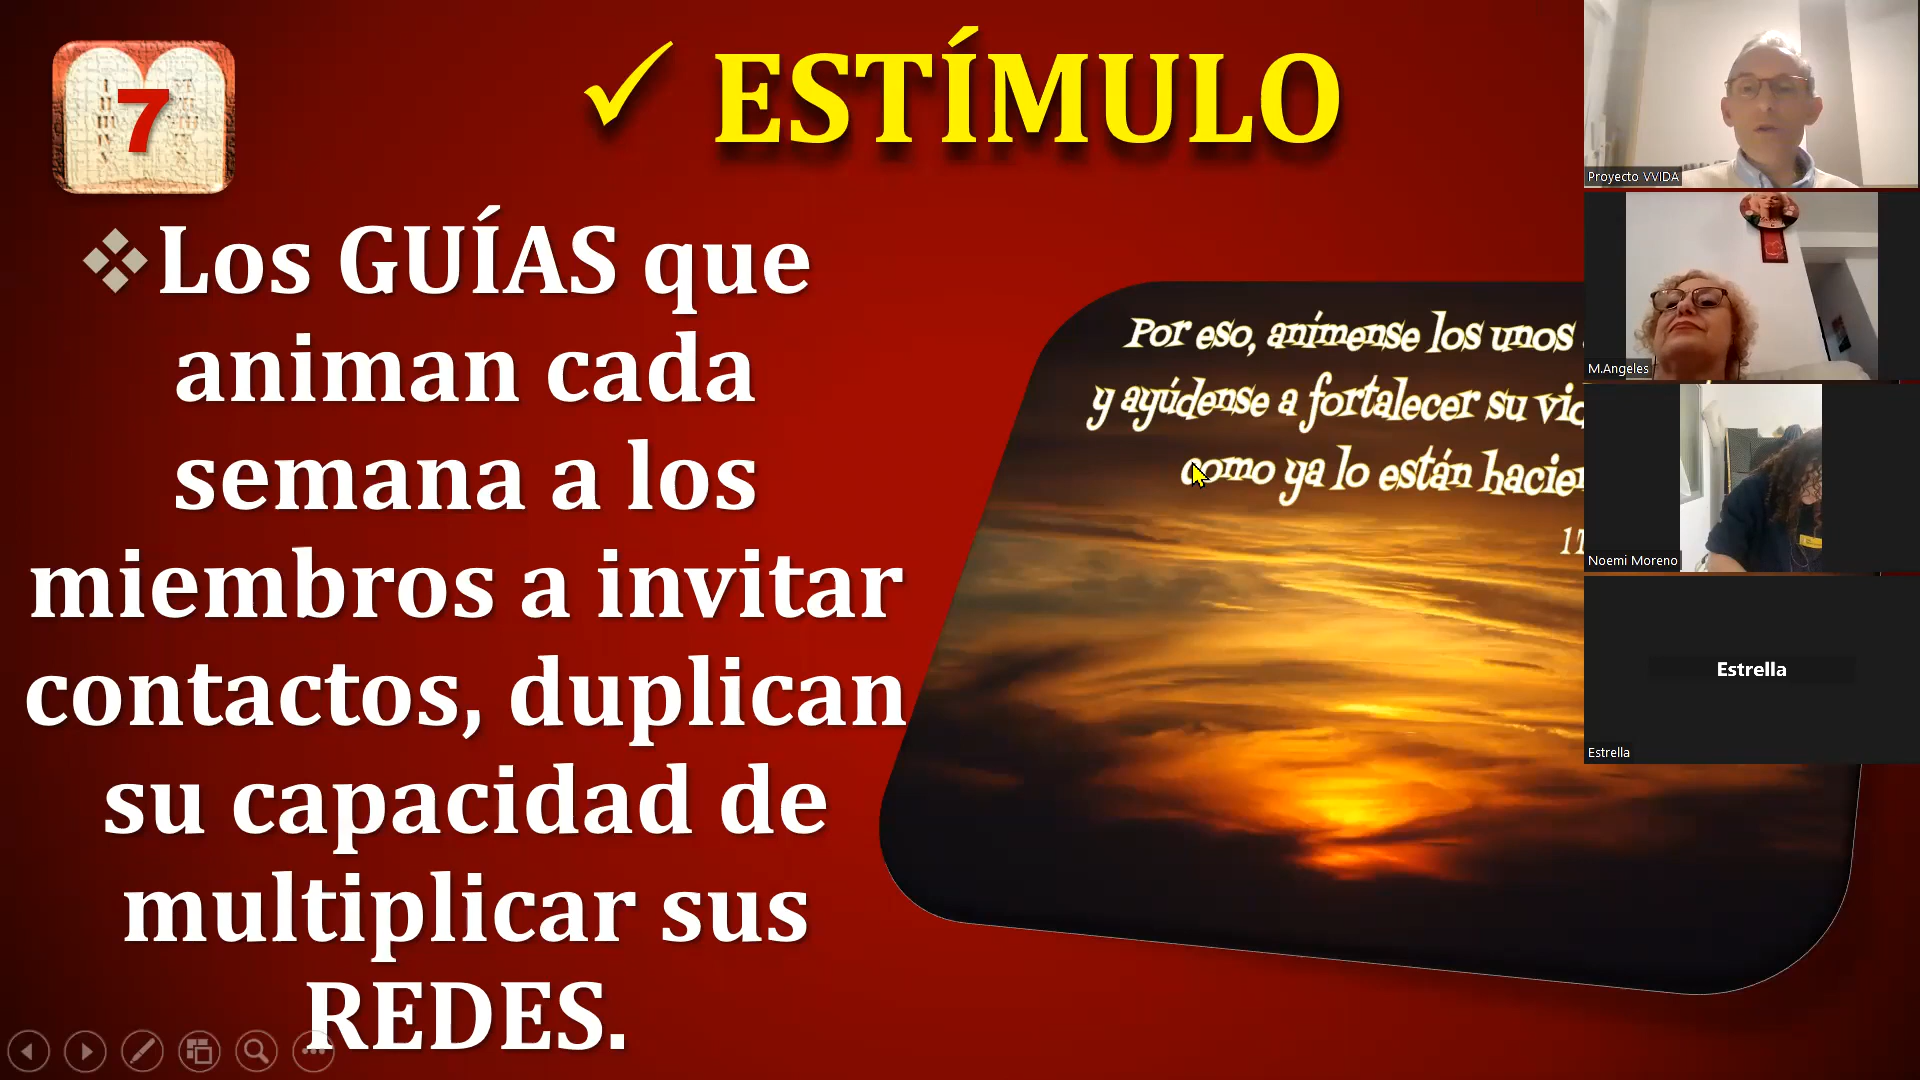 7
✓ ESTÍMULO
❖Los GUÍAS que
animan cada
semana a los
miembros a invitar
contactos, duplican
su capacidad de
multiplicar sus
REDES.
Por eso, anímense los unos
y ayúdense a fortalecer su
como ya lo están
Proyecto VVIDA
M.Angeles
Noemi Moreno
Estrella
Estrella